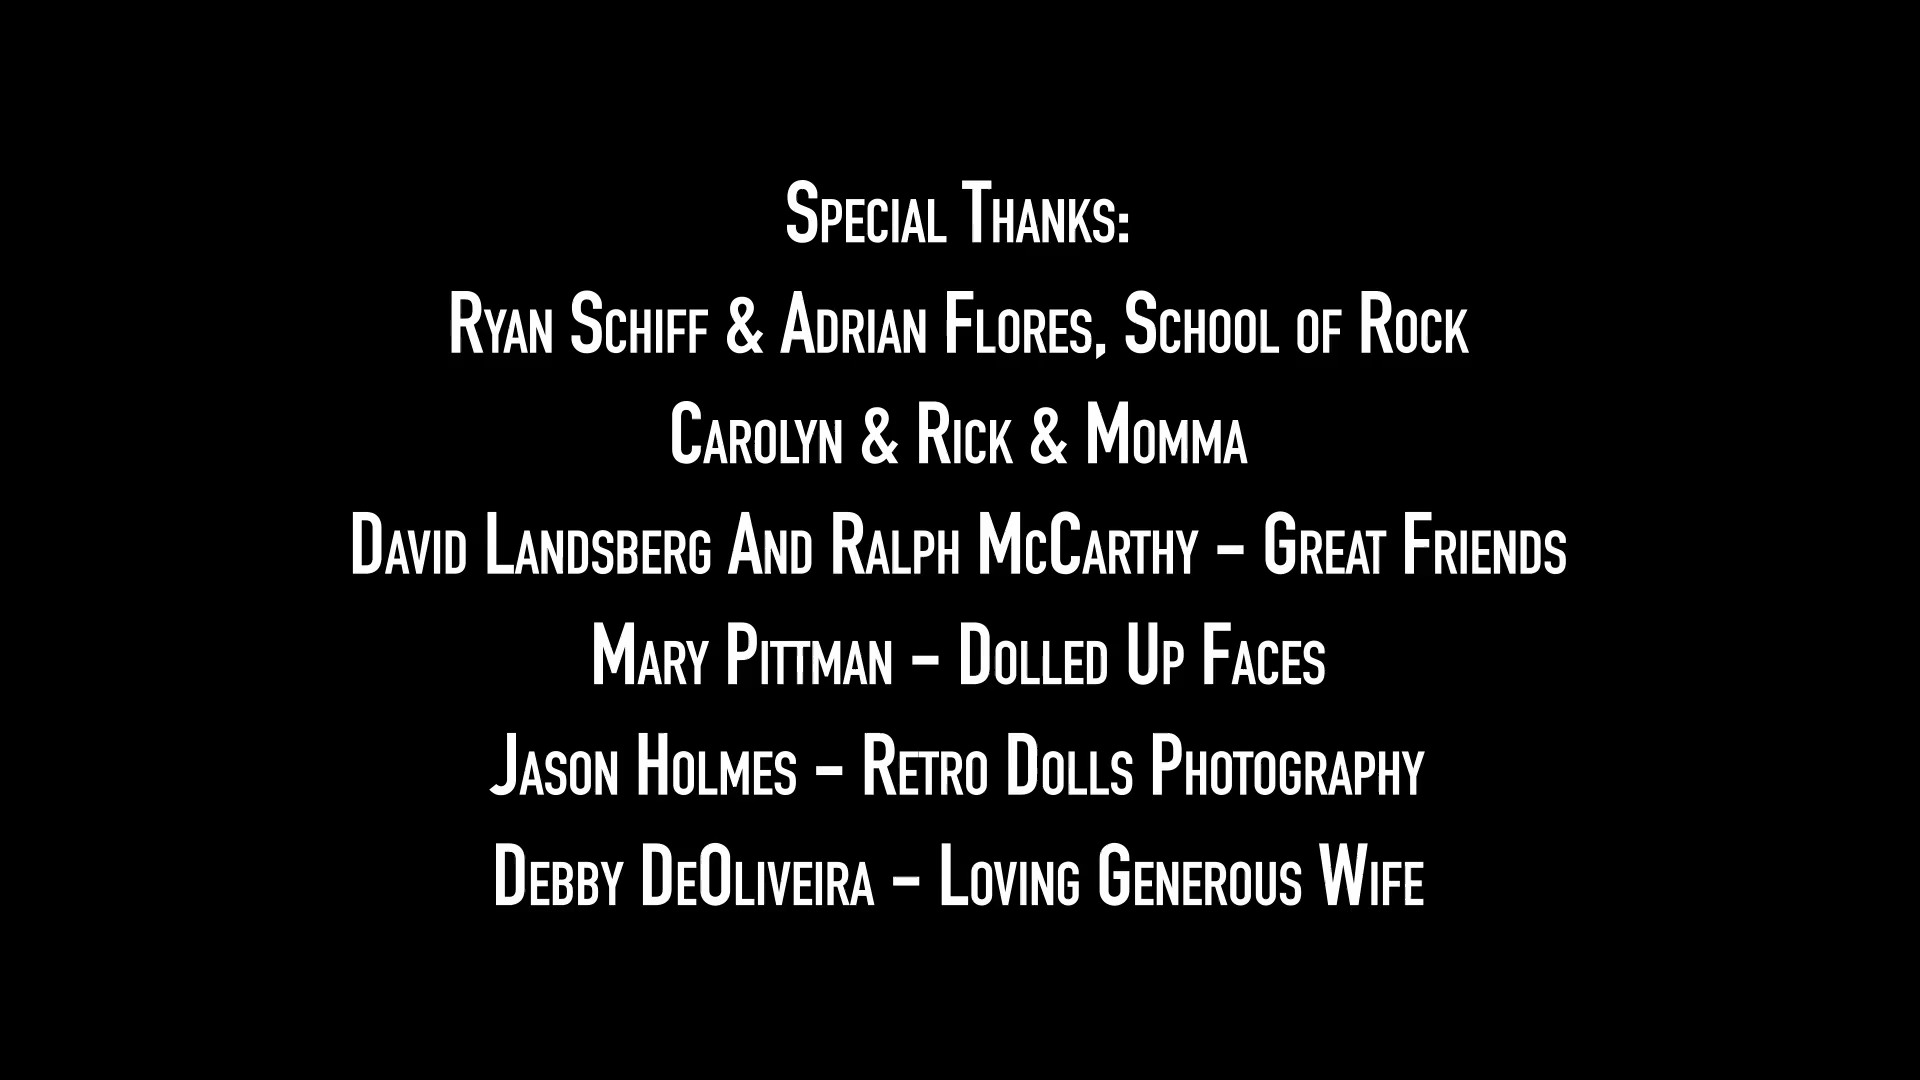 Special Thanks:
Ryan Schiff & Adrian Flores, School of Rock
Carolyn & Rick & Momma
David Landsberg And Ralph McCarthy – Great Friends
Mary Pittman – Dolled Up Faces
Jason Holmes – Retro Dolls Photography
Debby DeOliveira – Loving Generous Wife